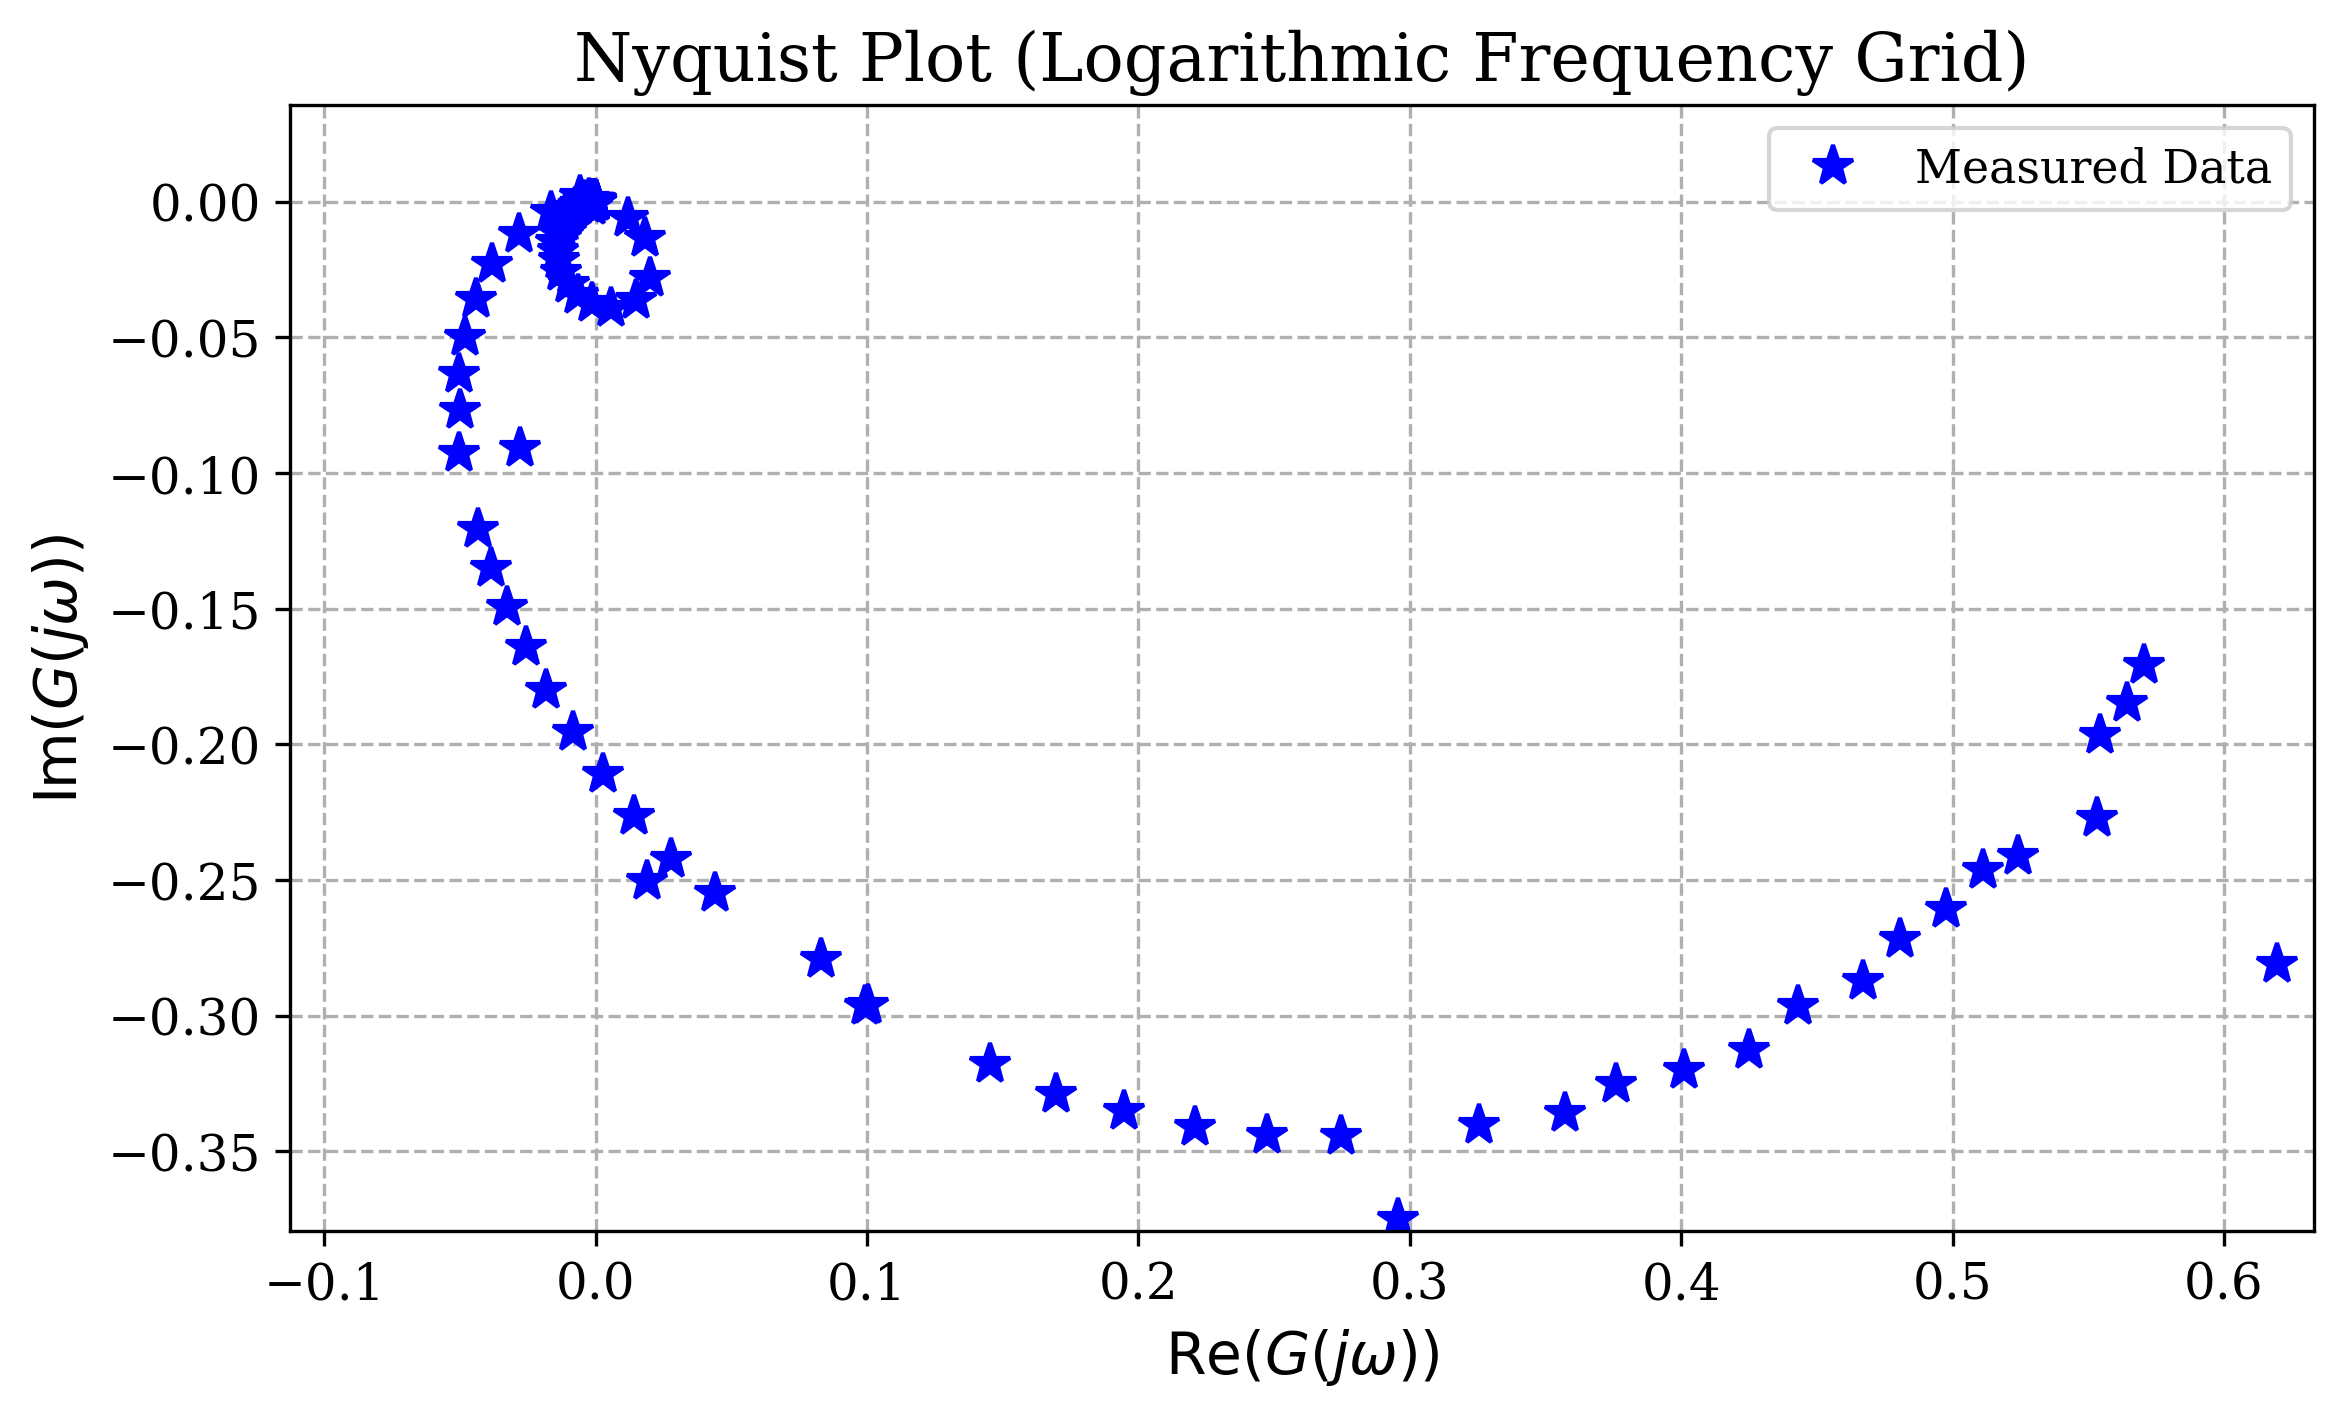 Nyquist Plot (Logarithmic Frequency Grid)
Measured Data
Im(G(jω))
0.00
−0.05
−0.10
−0.15
−0.20
−0.25
−0.30
−0.35
−0.1 0.0 0.1 0.2 0.3 0.4 0.5 0.6
Re(G(jω))